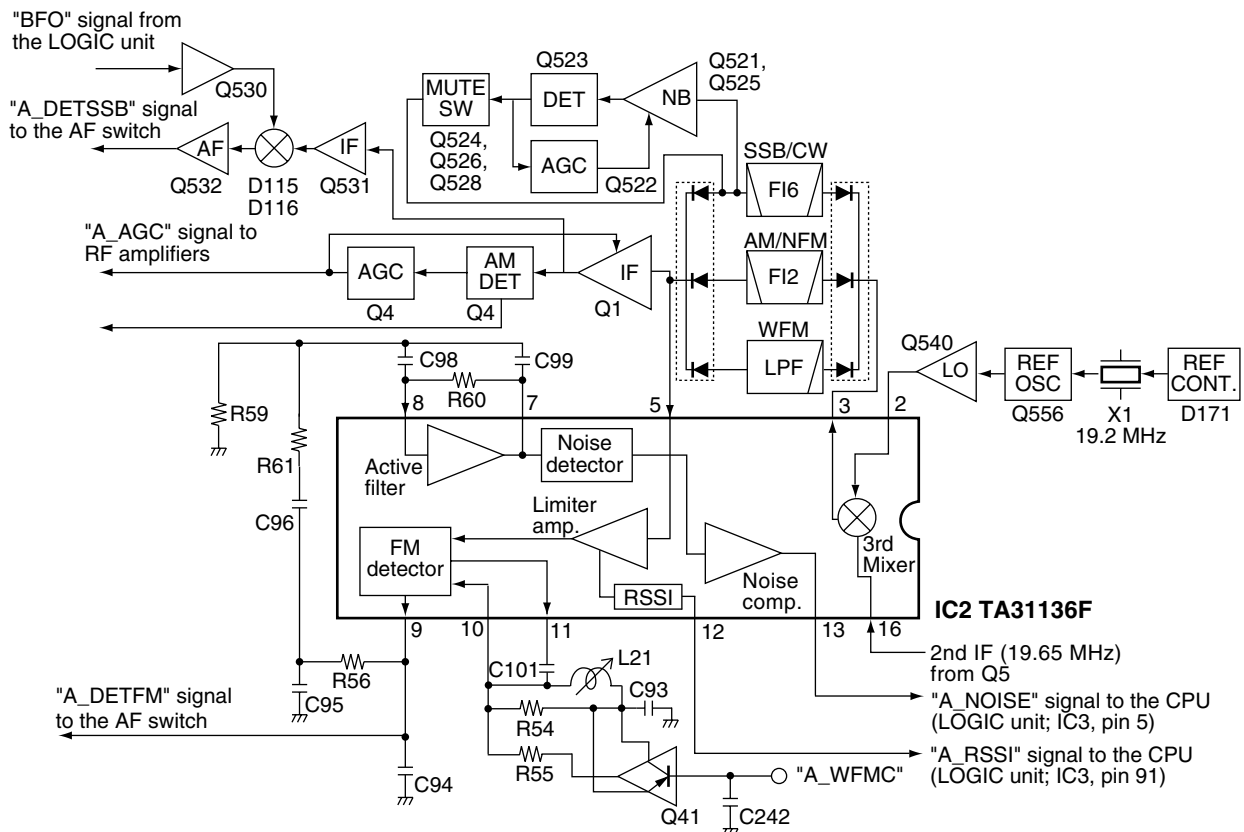 "BFO" signal from
the LOGIC unit
Q530
"A_DETSSB" signal
to the AF switch
AF
Q532
D115
D116
IF
Q531
MUTE
SW
Q524,
Q526,
Q528
Q523
DET
AGC
Q522
NB
Q521,
Q525
SSB/CW
FI6
AM/NFM
FI2
WFM
LPF
"A_AGC" signal to
RF amplifiers
AGC
Q4
AM
DET
Q4
IF
Q1
Q540
LO
REF
OSC
Q556
X1
19.2 MHz
REF
CONT.
D171
C98
C99
R60
R59
R61
C96
8
7
5
3
2
Active
filter
Noise
detector
Limiter
amp.
FM
detector
RSSI
Noise
comp.
3rd
Mixer
IC2 TA31136F
9
10
11
12
13
16
R56
C95
C94
C101
L21
C93
R54
R55
Q41
C242
"A_WFMC"
"A_DETFM" signal
to the AF switch
2nd IF (19.65 MHz)
from Q5
"A_NOISE" signal to the CPU
(LOGIC unit; IC3, pin 5)
"A_RSSI" signal to the CPU
(LOGIC unit; IC3, pin 91)